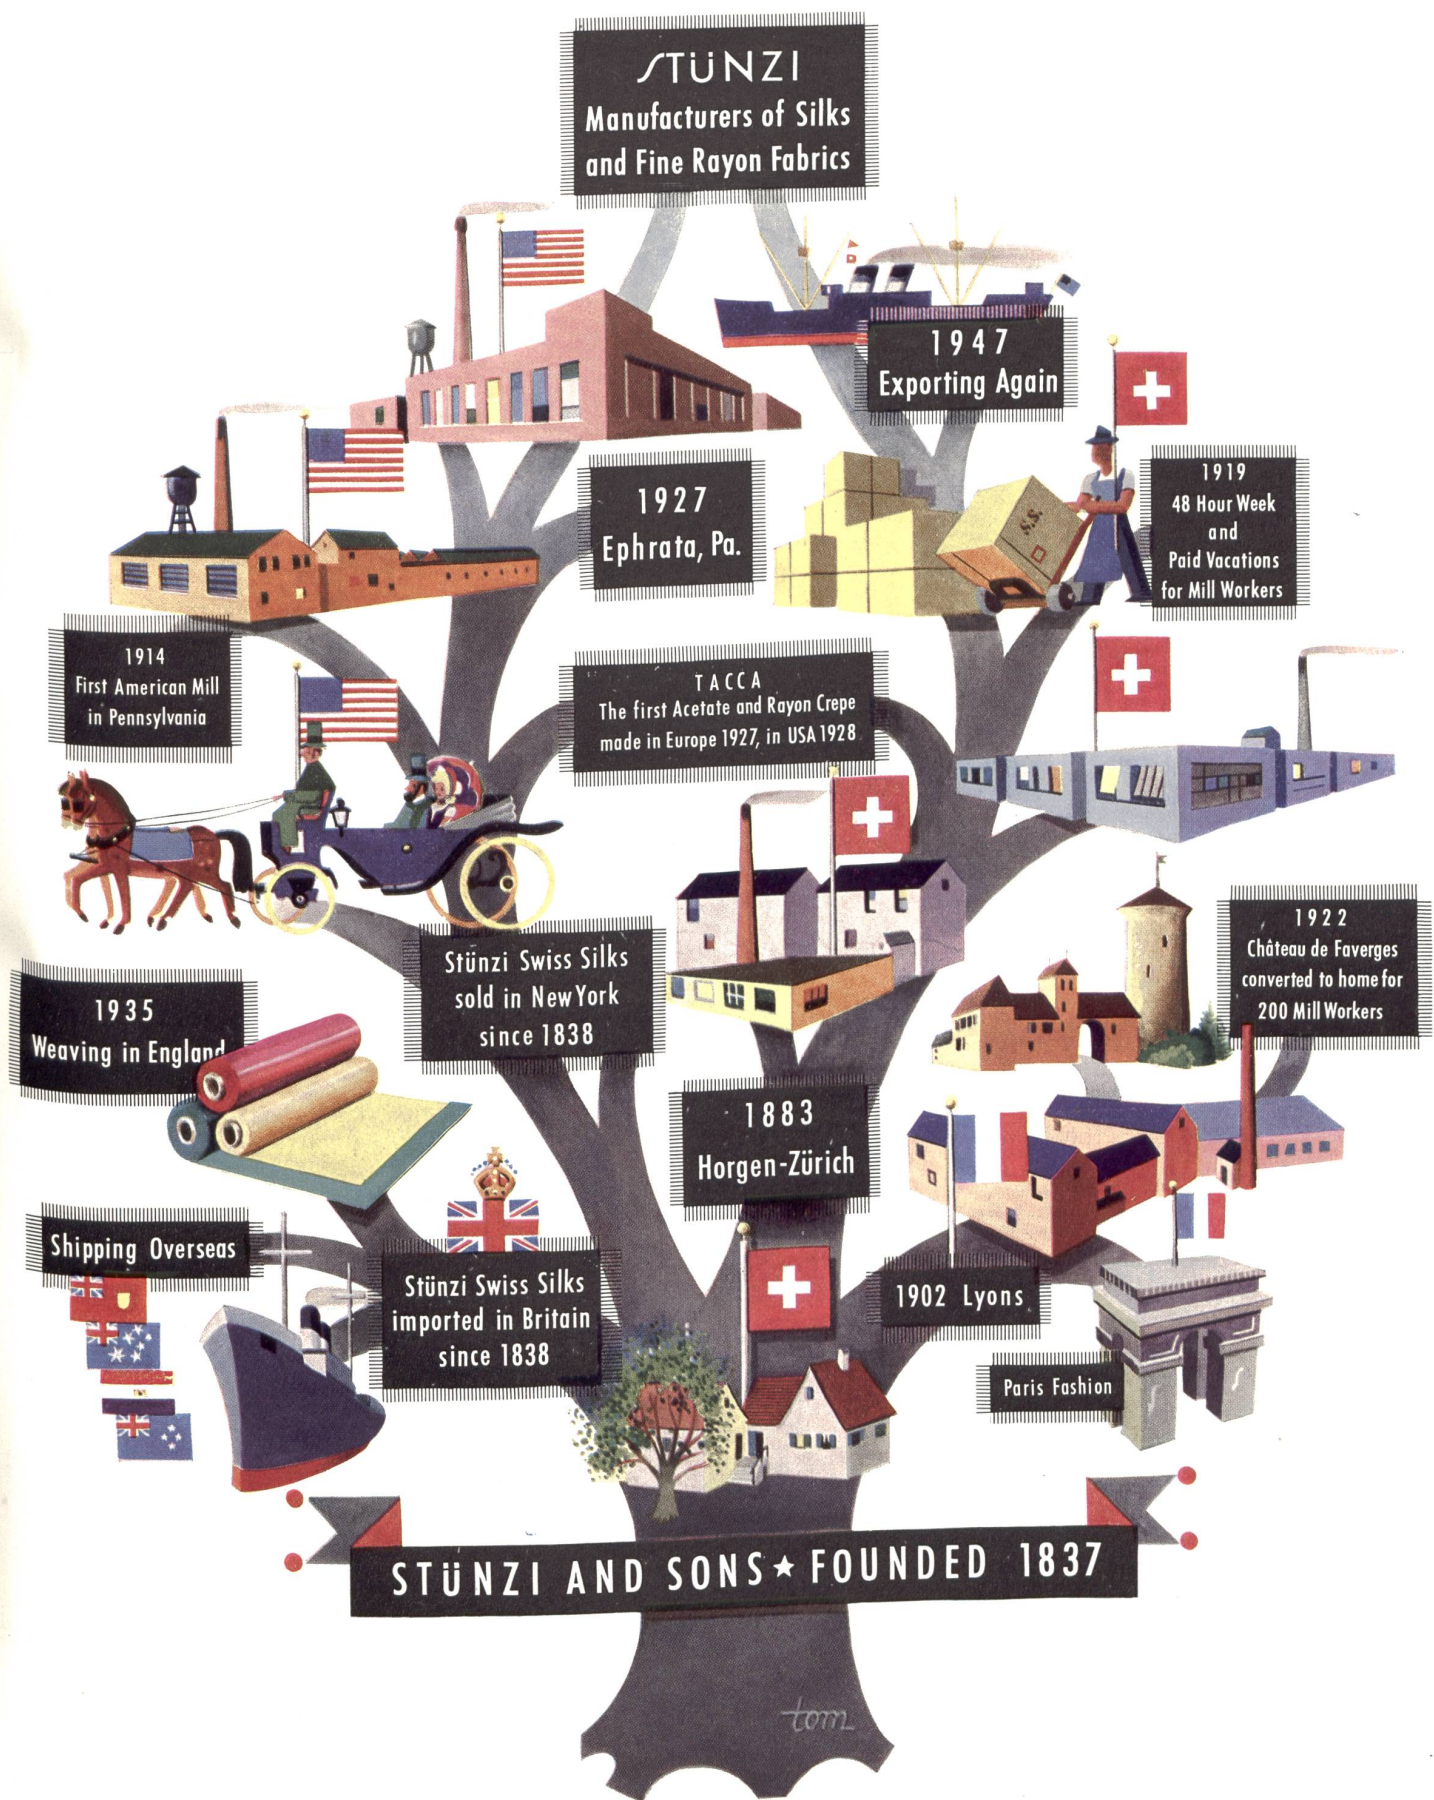 STÜNZI
Manufacturers of Silks
and Fine Rayon Fabrics
1947
Exporting Again
1927
Ephrata, Pa.
1919
48 Hour Week
and
Paid Vacations
for Mill Workers
S.S.
1914
First American Mill
in Pennsylvania
TACCA
The first Acetate and Rayon Crepe
made in Europe 1927, in USA 1928
1922
Château de Faverges
converted to home for
200 Mill Workers
Stünzi Swiss Silks
sold in New York
since 1838
1935
Weaving in England
1883
Horgen-Zürich
Shipping Overseas
Stünzi Swiss Silks
imported in Britain
since 1838
1902 Lyons
Paris Fashion
STÜNZI AND SONS ★ FOUNDED 1837
tom